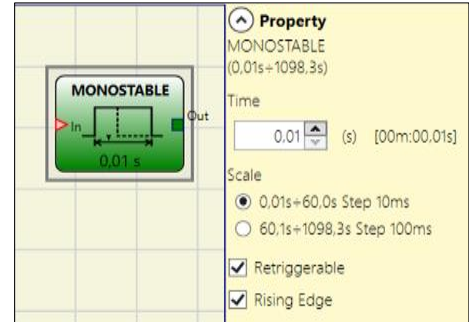 MONOSTABLE
In
Out
0,01 s
Property
MONOSTABLE
(0,01s÷1098,3s)
Time
0,01 (s) [00m:00,01s]
Scale
0,01s÷60,0s Step 10ms
60,1s÷1098,3s Step 100ms
Retriggerable
Rising Edge